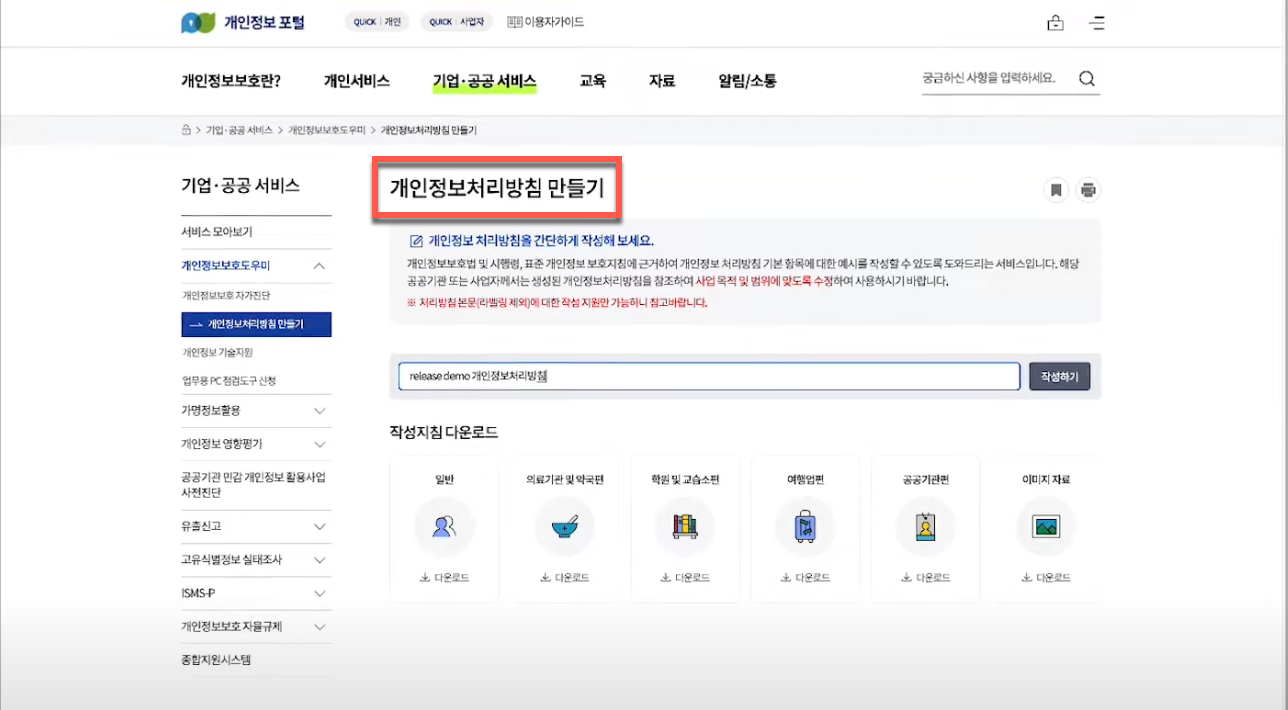 개인정보 포털
QUICK | 개인
QUICK | 사업자
이용자가이드
개인정보보호란?
개인서비스
기업·공공 서비스
교육
자료
알림/소통
궁금하신 사항을 입력하세요.
> 기업·공공 서비스 > 개인정보보호도우미 > 개인정보처리방침 만들기
기업·공공 서비스
서비스 모아보기
개인정보보호도우미
개인정보보호 자가진단
개인정보처리방침 만들기
개인정보 기술지원
업무용 PC 점검도구 신청
가명정보활용
개인정보 영향평가
공공기관 민감 개인정보 활용사업
사전진단
유출신고
고유식별정보 실태조사
ISMS-P
개인정보보호 자율규제
종합지원시스템
개인정보처리방침 만들기
개인정보 처리방침을 간단하게 작성해 보세요.
개인정보보호법 및 시행령, 표준 개인정보 보호지침에 근거하여 개인정보 처리방침 기본 항목에 대한 예시를 작성할 수 있도록 도와드리는 서비스입니다. 해당
공공기관 또는 사업자께서는 생성된 개인정보처리방침을 참조하여 사업 목적 및 범위에 맞도록 수정하여 사용하시기 바랍니다.
※ 처리방침 본문(라벨링 제외)에 대한 작성 지원만 가능하니 참고바랍니다.
release demo 개인정보처리방침
작성하기
작성지침 다운로드
일반
의료기관 및 약국편
학원 및 교습소편
여행업편
공공기관편
이미지 자료
다운로드
다운로드
다운로드
다운로드
다운로드
다운로드